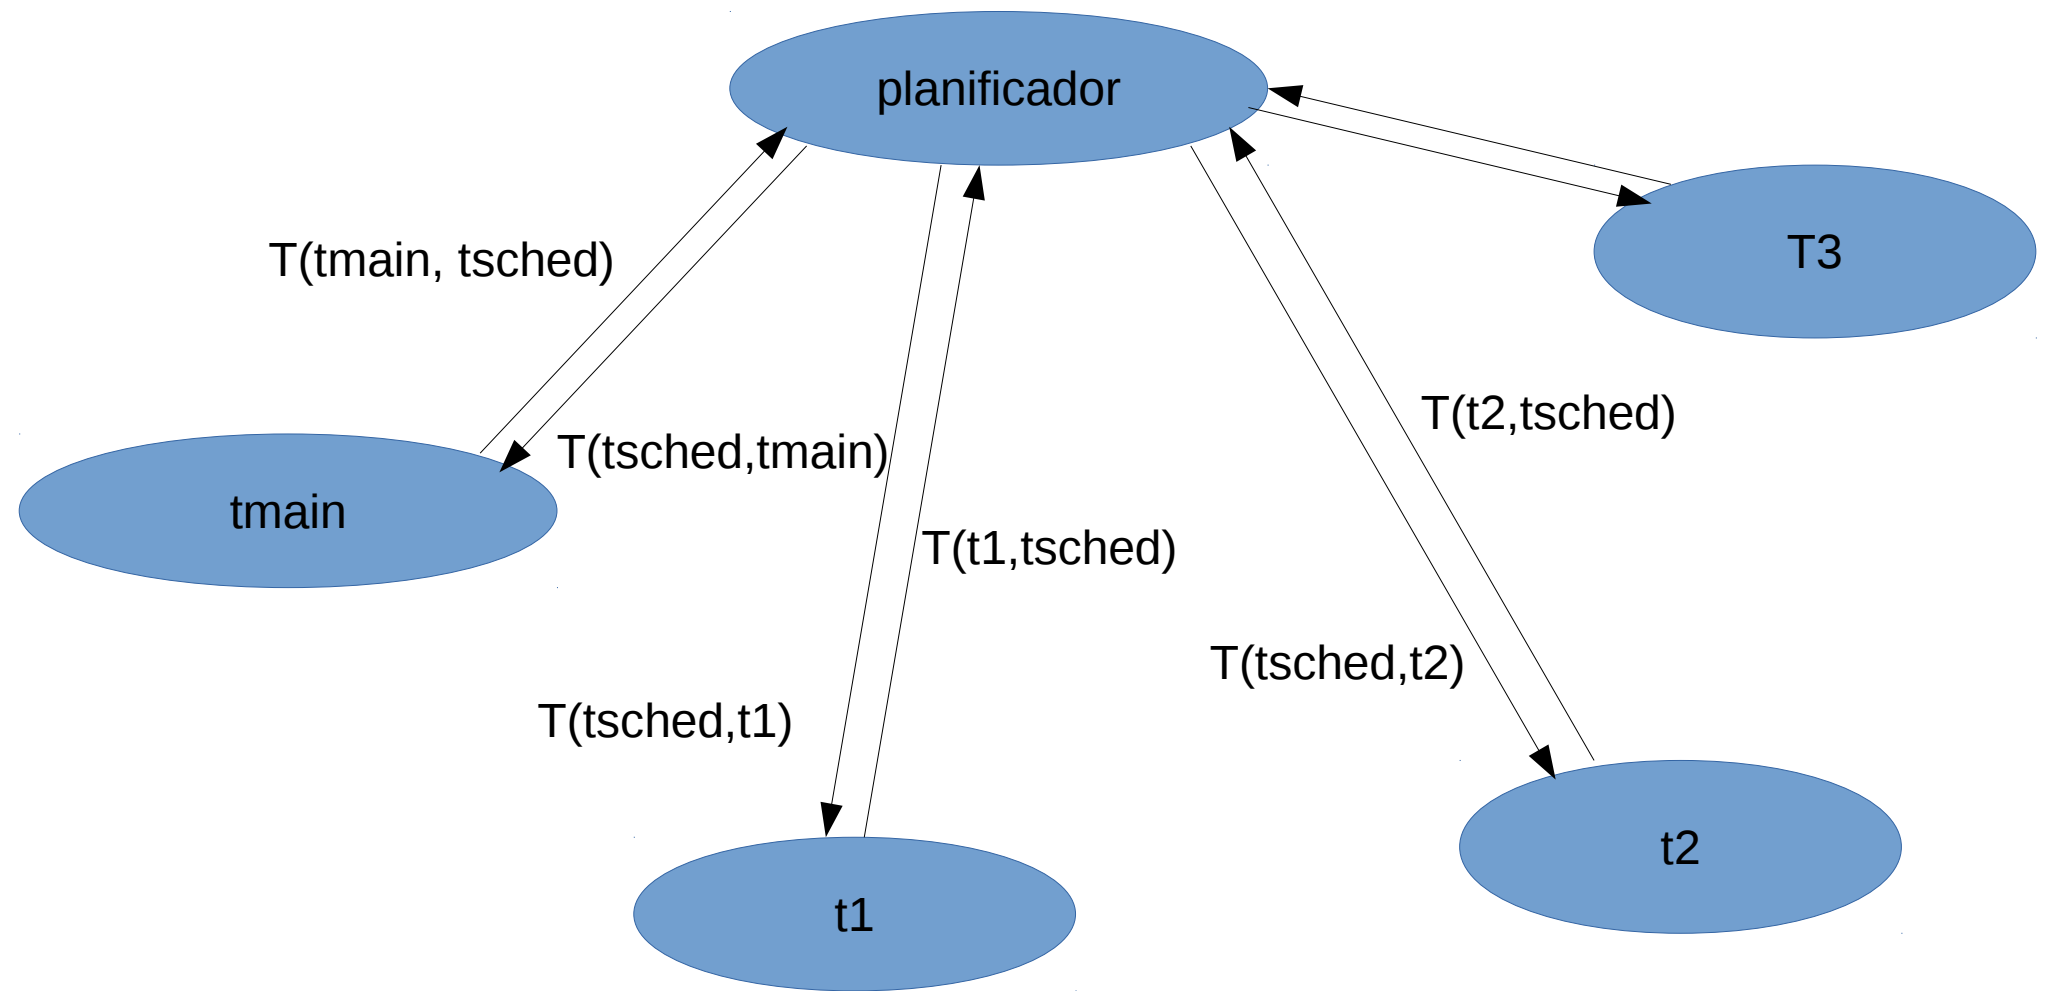 planificador
T3
T(tmain, tsched)
T(t2,tsched)
T(tsched,tmain)
tmain
T(t1,tsched)
T(tsched,t2)
T(tsched,t1)
t2
t1